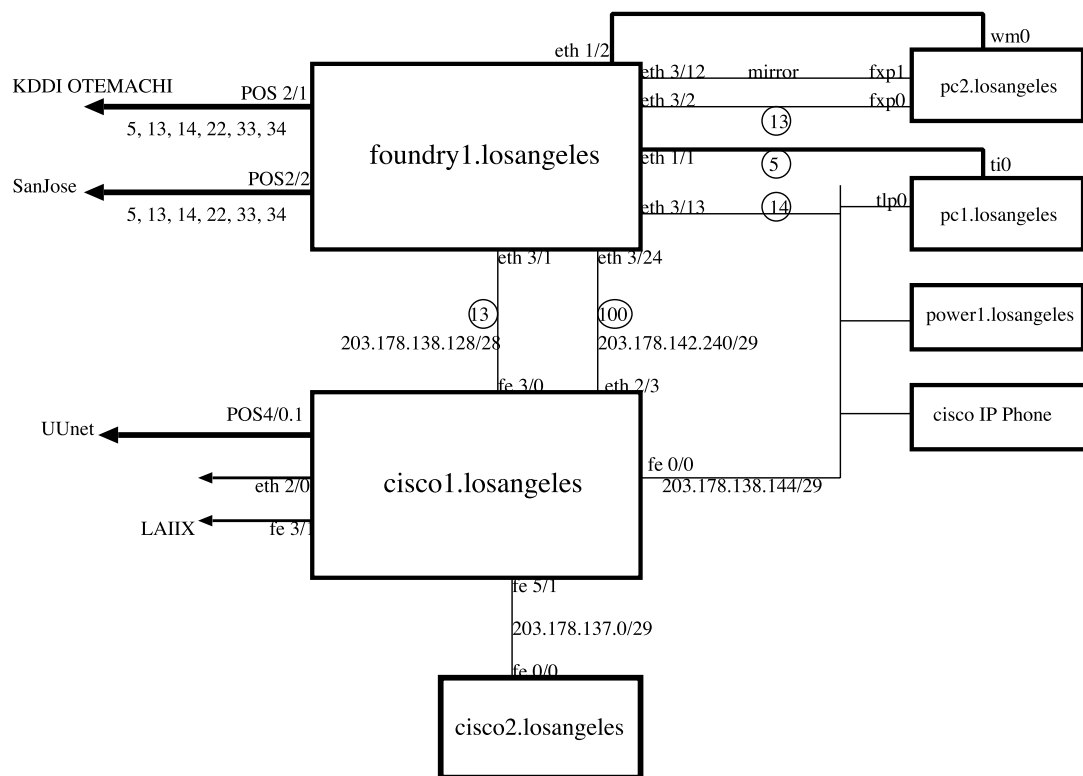 wm0
eth 1/2
eth 3/12
mirror
fxp1
pc2.losangeles
KDDI OTEMACHI
POS 2/1
eth 3/2
fxp0
13
5, 13, 14, 22, 33, 34
foundry1.losangeles
eth 1/1
5
ti0
SanJose
POS2/2
5, 13, 14, 22, 33, 34
eth 3/13
14
tlp0
pc1.losangeles
eth 3/1
eth 3/24
13
100
power1.losangeles
203.178.138.128/28
203.178.142.240/29
fe 3/0
eth 2/3
UUnet
POS4/0.1
cisco IP Phone
fe 0/0
203.178.138.144/29
eth 2/0
cisco1.losangeles
LAIIX
fe 3/1
fe 5/1
203.178.137.0/29
fe 0/0
cisco2.losangeles